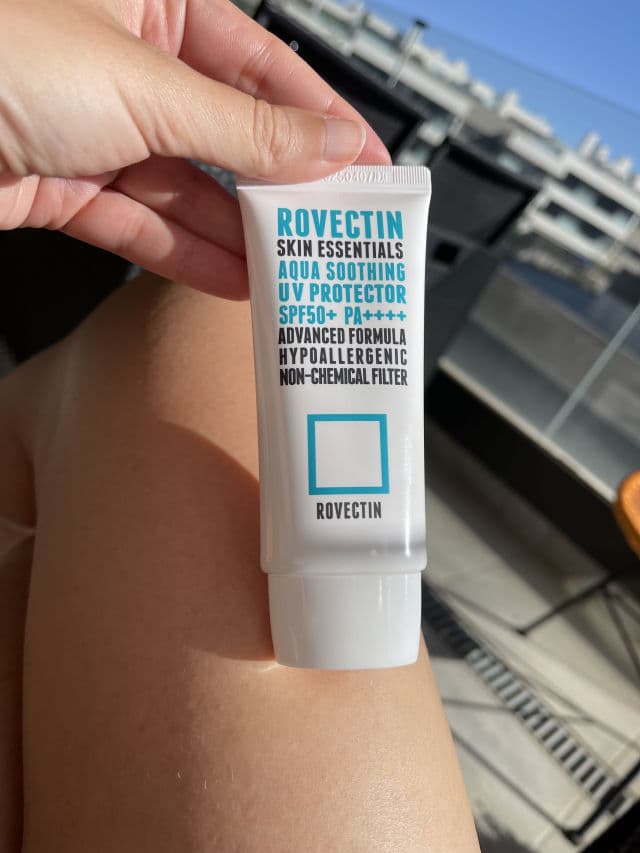 ROVECTIN
SKIN ESSENTIALS
AQUA SOOTHING
UV PROTECTOR
SPF50+ PA++++
ADVANCED FORMULA
HYPOALLERGENIC
NON-CHEMICAL FILTER
ROVECTIN